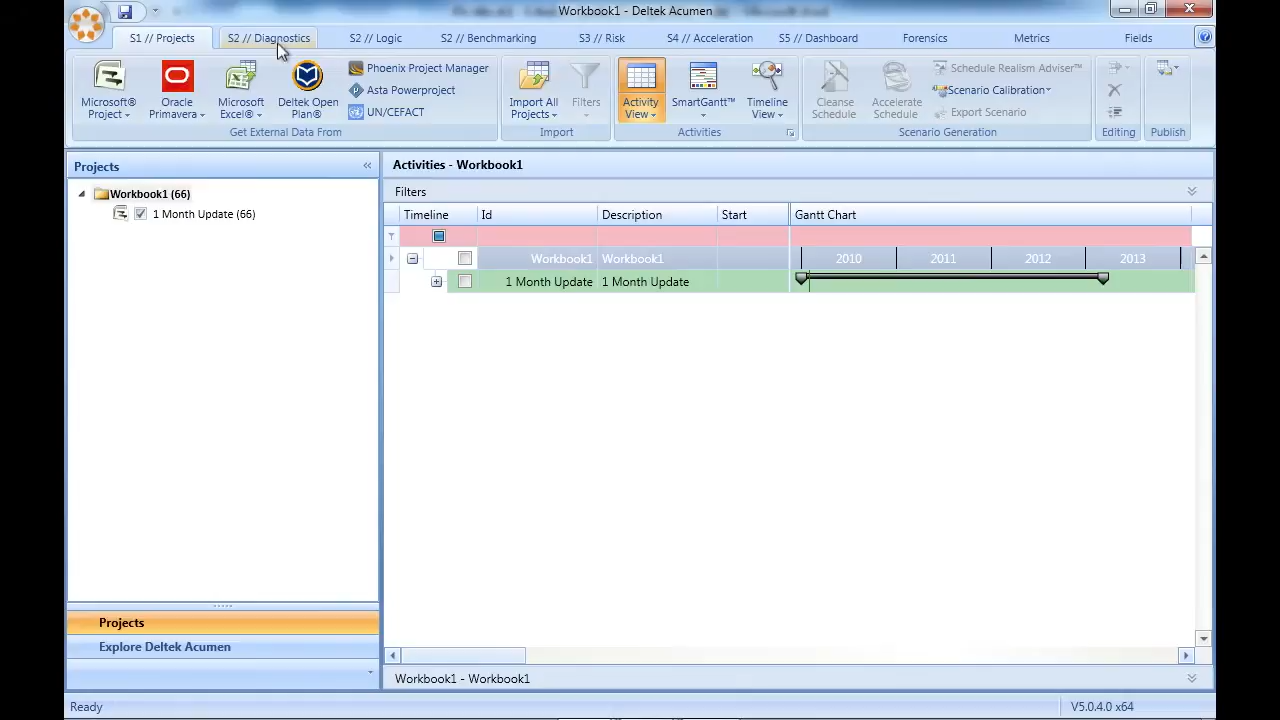 Workbook1 - Deltek Acumen
S1 // Projects
S2 // Diagnostics
S2 // Logic
S2 // Benchmarking
S3 // Risk
S4 // Acceleration
S5 // Dashboard
Forensics
Metrics
Fields
Microsoft® Project
Oracle Primavera
Microsoft Excel®
Deltek Open Plan®
Phoenix Project Manager
Asta Powerproject
UN/CEFACT
Get External Data From
Import All Projects
Filters
Import
Activity View
SmartGantt™
Timeline View
Activities
Cleanse Schedule
Accelerate Schedule
Schedule Realism Adviser™
Scenario Calibration
Export Scenario
Scenario Generation
Editing
Publish
Projects
Workbook1 (66)
1 Month Update (66)
Projects
Explore Deltek Acumen
Activities - Workbook1
Filters
Timeline Id Description Start Gantt Chart
Workbook1 Workbook1 2010 2011 2012 2013
1 Month Update 1 Month Update
Workbook1 - Workbook1
Ready
V5.0.4.0 x64